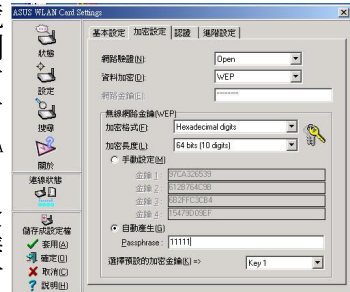 ASUS WLAN Card Settings
狀態
設定
搜尋
關於
連線狀態
儲存成設定檔
套用(A)
確定(O)
取消(C)
說明(H)
基本設定 加密設定 認證 進階設定
網路驗證(N): Open
資料加密(D): WEP
網路金鑰(E): ********
無線網路金鑰(WEP)
加密格式(F): Hexadecimal digits
加密長度(L): 64 bits (10 digits)
手動設定(M)
金鑰 1: 97CA326539
金鑰 2: 612B764C9B
金鑰 3: 6B2FFC3CB4
金鑰 4: 15479D09EF
自動產生(G)
Passphrase : 11111
選擇預設的加密金鑰(K) => Key 1